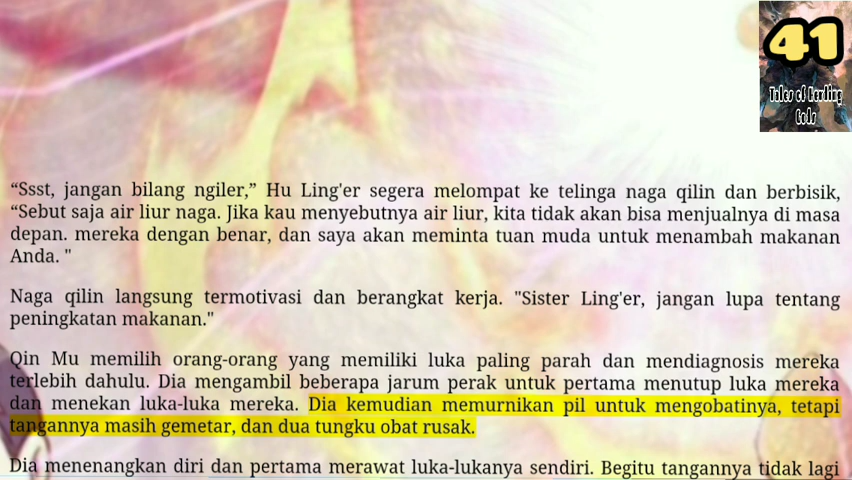 41
Tales of Herding
Gods
“Ssst, jangan bilang ngiler,” Hu Ling'er segera melompat ke telinga naga qilin dan berbisik,
“Sebut saja air liur naga. Jika kau menyebutnya air liur, kita tidak akan bisa menjualnya di masa
depan. mereka dengan benar, dan saya akan meminta tuan muda untuk menambah makanan
Anda. "
Naga qilin langsung termotivasi dan berangkat kerja. "Sister Ling'er, jangan lupa tentang
peningkatan makanan."
Qin Mu memilih orang-orang yang memiliki luka paling parah dan mendiagnosis mereka
terlebih dahulu. Dia mengambil beberapa jarum perak untuk pertama menutup luka mereka
dan menekan luka-luka mereka. Dia kemudian memurnikan pil untuk mengobatinya, tetapi
tangannya masih gemetar, dan dua tungku obat rusak.
Dia menenangkan diri dan pertama merawat luka-lukanya sendiri. Begitu tangannya tidak lagi